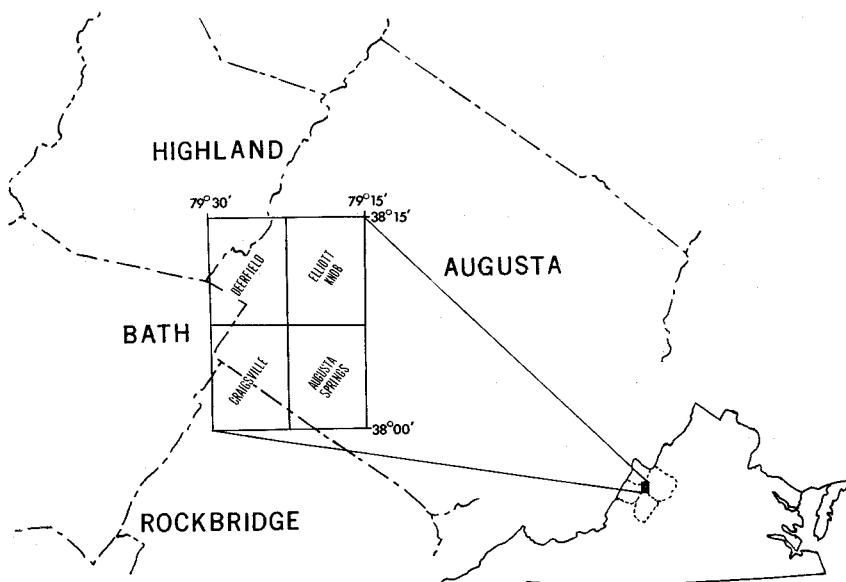 HIGHLAND
79°30'
79°15'
38°15'
DEERFIELD
ELLIOTT
KNOB
AUGUSTA
BATH
CRAIGSVILLE
AUGUSTA
SPRINGS
38°00'
ROCKBRIDGE